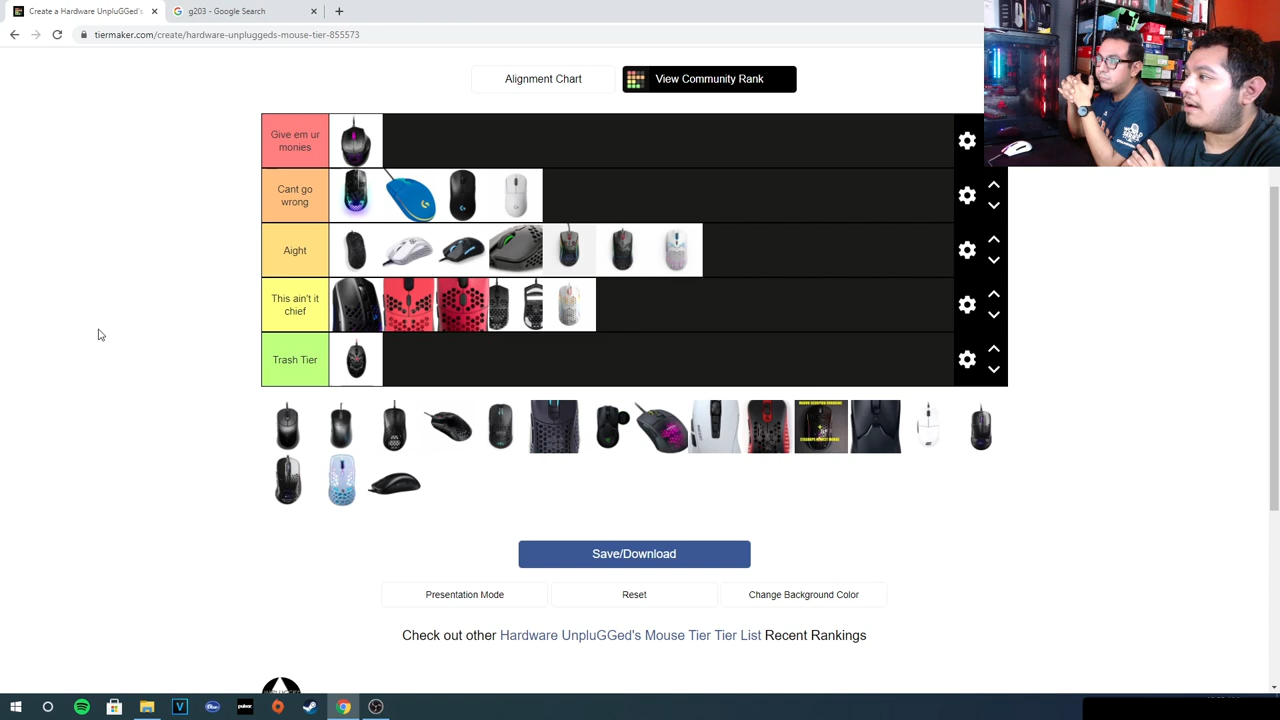 Create a Hardware UnpluGGed's
g203 - Google Search
tiermaker.com/create/hardware-unpluggeds-mouse-tier-855573
Alignment Chart
View Community Rank
Give em ur
monies
Cant go
wrong
Aight
This ain't it
chief
Trash Tier
Save/Download
Presentation Mode
Reset
Change Background Color
Check out other Hardware UnpluGGed's Mouse Tier Tier List Recent Rankings